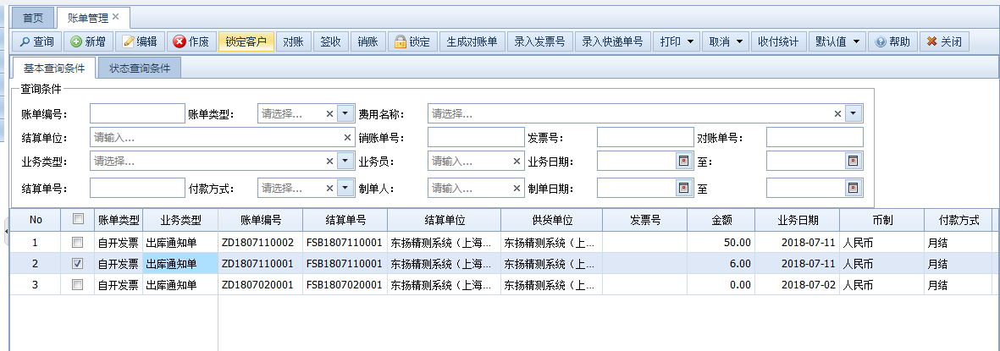 首页 账单管理
查询 新增 编辑 作废 锁定客户 对账 签收 销账 锁定 生成对账单 录入发票号 录入快递单号 打印 取消 收付统计 默认值 帮助 关闭
基本查询条件 状态查询条件
查询条件
账单编号: 账单类型: 请选择... 费用名称: 请选择...
结算单位: 请输入... 销账单号: 发票号: 对账单号:
业务类型: 请选择... 业务员: 请输入... 业务日期: 至:
结算单号: 付款方式: 请选择... 制单人: 请输入... 制单日期: 至
No 账单类型 业务类型 账单编号 结算单号 结算单位 供货单位 发票号 金额 业务日期 币制 付款方式
1 自开发票 出库通知单 ZD1807110002 FSB1807110001 东扬精测系统（上海... 东扬精测系统（上... 50.00 2018-07-11 人民币 月结
2 自开发票 出库通知单 ZD1807110001 FSB1807110001 东扬精测系统（上海... 东扬精测系统（上... 6.00 2018-07-11 人民币 月结
3 自开发票 出库通知单 ZD1807020001 FSB1807020001 东扬精测系统（上海... 东扬精测系统（上... 0.00 2018-07-02 人民币 月结